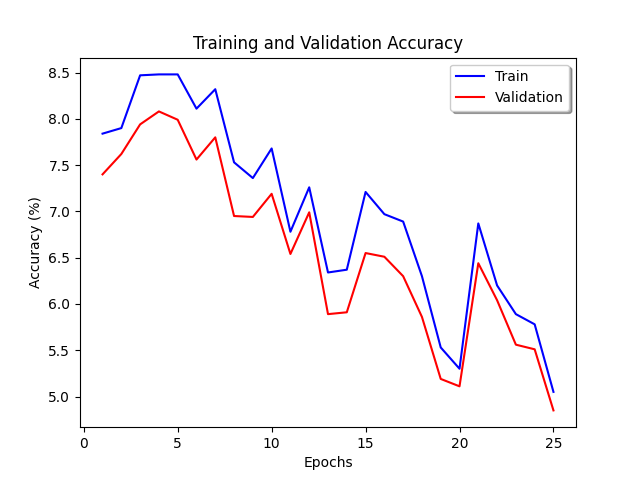 Training and Validation Accuracy
Train
Validation
8.5
8.0
7.5
7.0
6.5
6.0
5.5
5.0
Accuracy (%)
0 5 10 15 20 25
Epochs